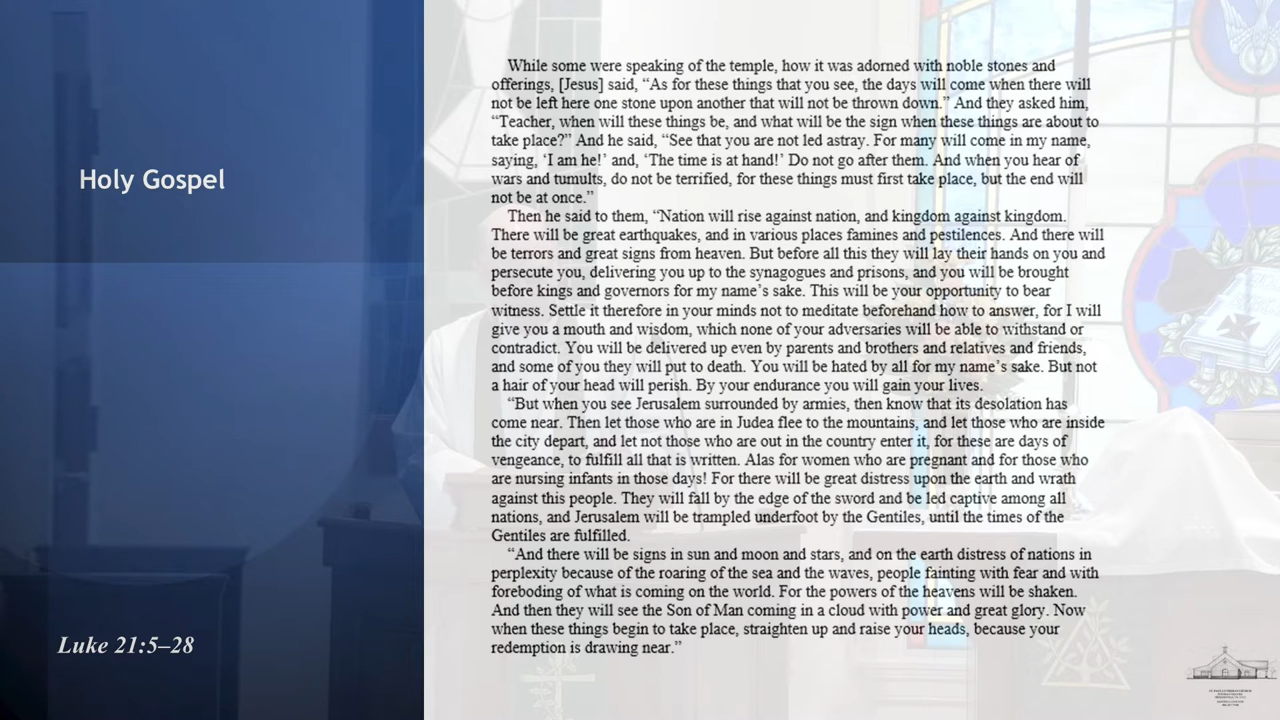 Holy Gospel
Luke 21:5–28
While some were speaking of the temple, how it was adorned with noble stones and
offerings, [Jesus] said, “As for these things that you see, the days will come when there will
not be left here one stone upon another that will not be thrown down.” And they asked him,
“Teacher, when will these things be, and what will be the sign when these things are about to
take place?” And he said, “See that you are not led astray. For many will come in my name,
saying, ‘I am he!’ and, ‘The time is at hand!’ Do not go after them. And when you hear of
wars and tumults, do not be terrified, for these things must first take place, but the end will
not be at once.”
Then he said to them, “Nation will rise against nation, and kingdom against kingdom.
There will be great earthquakes, and in various places famines and pestilences. And there will
be terrors and great signs from heaven. But before all this they will lay their hands on you and
persecute you, delivering you up to the synagogues and prisons, and you will be brought
before kings and governors for my name’s sake. This will be your opportunity to bear
witness. Settle it therefore in your minds not to meditate beforehand how to answer, for I will
give you a mouth and wisdom, which none of your adversaries will be able to withstand or
contradict. You will be delivered up even by parents and brothers and relatives and friends,
and some of you they will put to death. You will be hated by all for my name’s sake. But not
a hair of your head will perish. By your endurance you will gain your lives.
“But when you see Jerusalem surrounded by armies, then know that its desolation has
come near. Then let those who are in Judea flee to the mountains, and let those who are inside
the city depart, and let not those who are out in the country enter it, for these are days of
vengeance, to fulfill all that is written. Alas for women who are pregnant and for those who
are nursing infants in those days! For there will be great distress upon the earth and wrath
against this people. They will fall by the edge of the sword and be led captive among all
nations, and Jerusalem will be trampled underfoot by the Gentiles, until the times of the
Gentiles are fulfilled.
“And there will be signs in sun and moon and stars, and on the earth distress of nations in
perplexity because of the roaring of the sea and the waves, people fainting with fear and with
foreboding of what is coming on the world. For the powers of the heavens will be shaken.
And then they will see the Son of Man coming in a cloud with power and great glory. Now
when these things begin to take place, straighten up and raise your heads, because your
redemption is drawing near.”